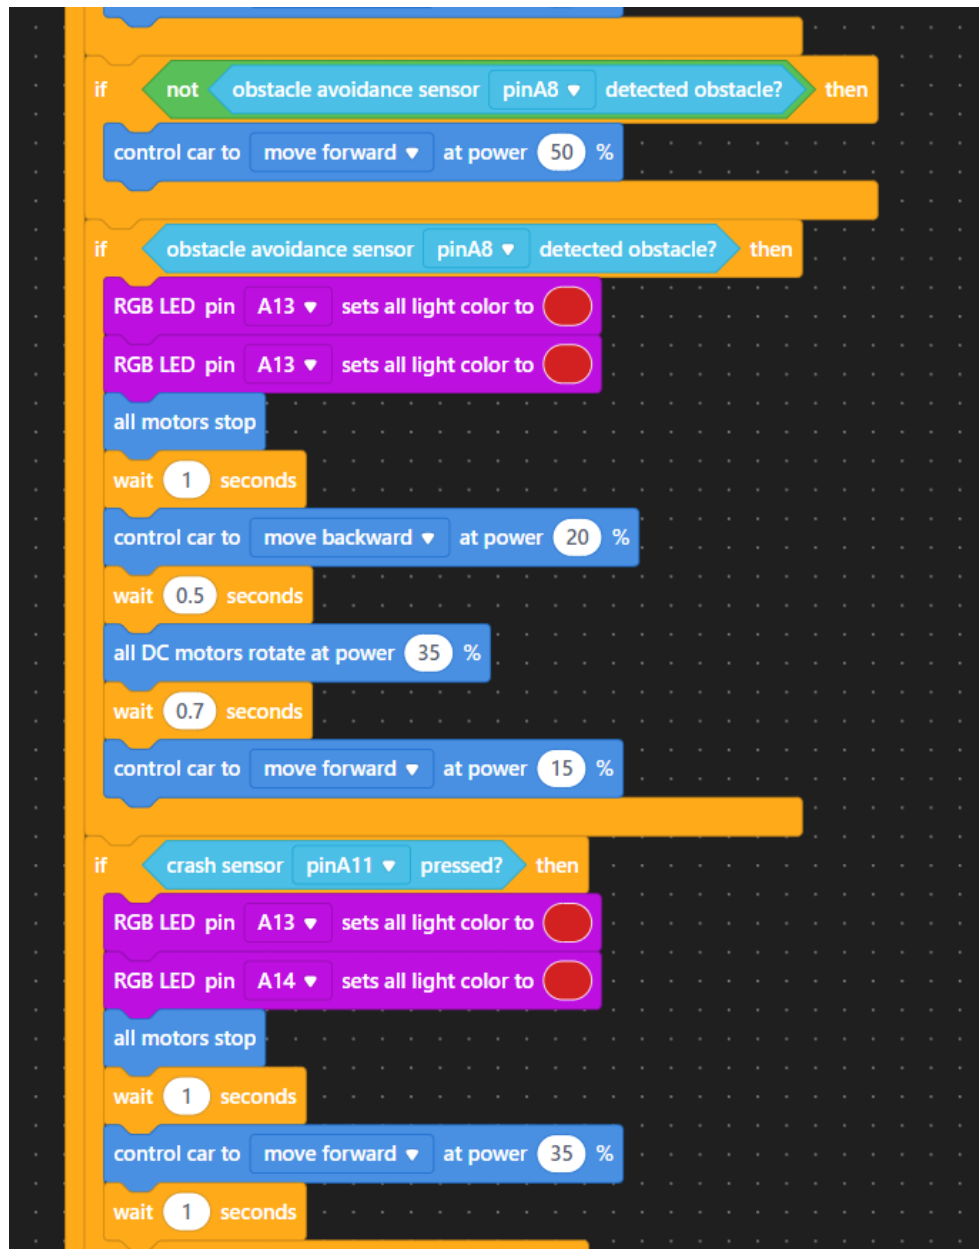 if not obstacle avoidance sensor pinA8 detected obstacle? then
control car to move forward at power 50 %
if obstacle avoidance sensor pinA8 detected obstacle? then
RGB LED pin A13 sets all light color to
RGB LED pin A13 sets all light color to
all motors stop
wait 1 seconds
control car to move backward at power 20 %
wait 0.5 seconds
all DC motors rotate at power 35 %
wait 0.7 seconds
control car to move forward at power 15 %
if crash sensor pinA11 pressed? then
RGB LED pin A13 sets all light color to
RGB LED pin A14 sets all light color to
all motors stop
wait 1 seconds
control car to move forward at power 35 %
wait 1 seconds